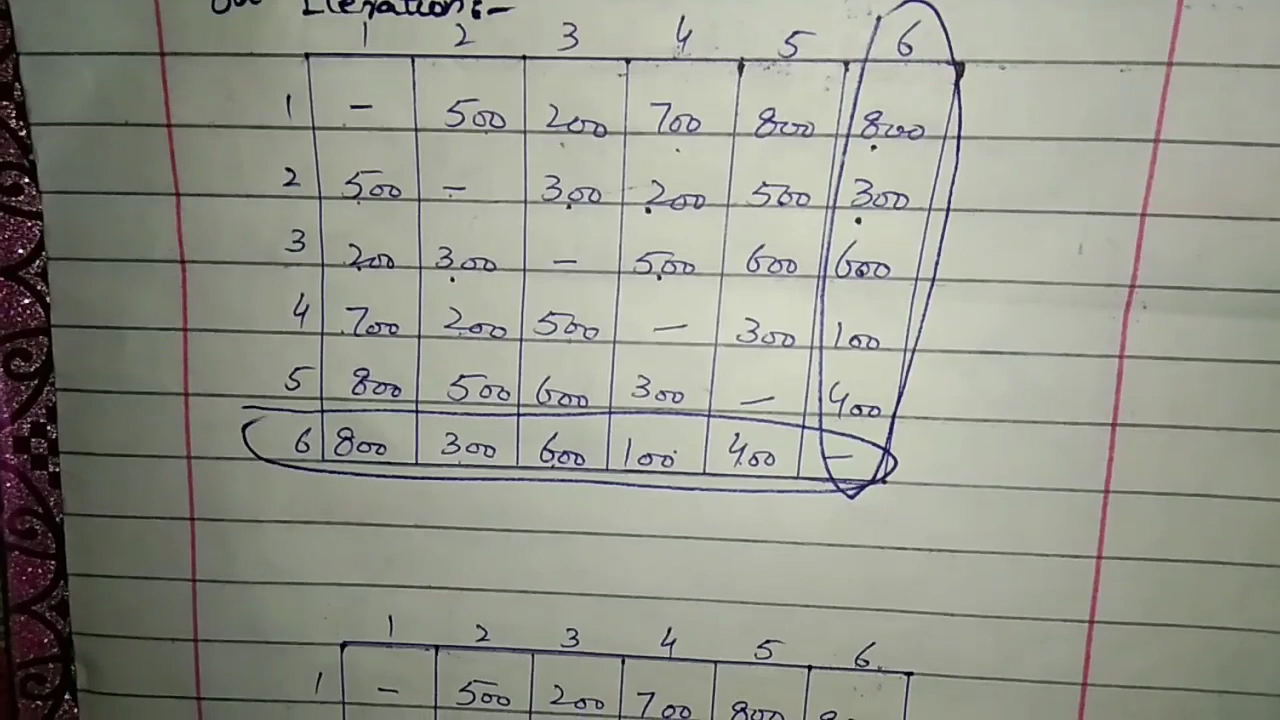 Iteration:-
1 2 3 4 5 6
1 - 500 200 700 800 800
2 500 - 300 200 500 300
3 200 300 - 500 600 600
4 700 200 500 - 300 100
5 800 500 600 300 - 400
6 800 300 600 100 400 -
1 2 3 4 5 6
1 - 500 200 700 800